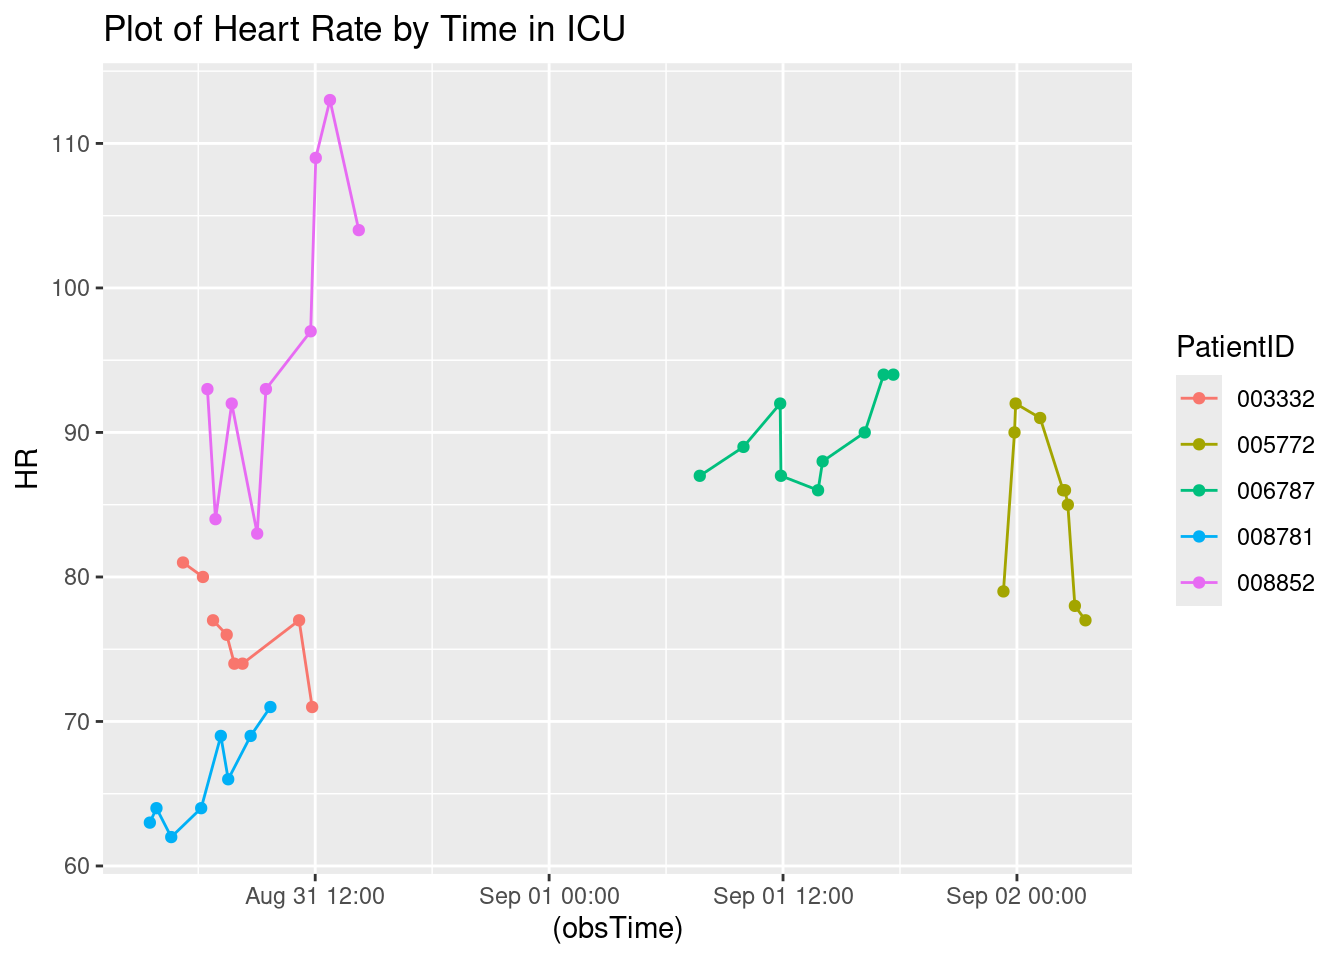 Plot of Heart Rate by Time in ICU
110
100
90
80
70
60
HR
Aug 31 12:00
Sep 01 00:00
Sep 01 12:00
Sep 02 00:00
(obsTime)
PatientID
003332
005772
006787
008781
008852